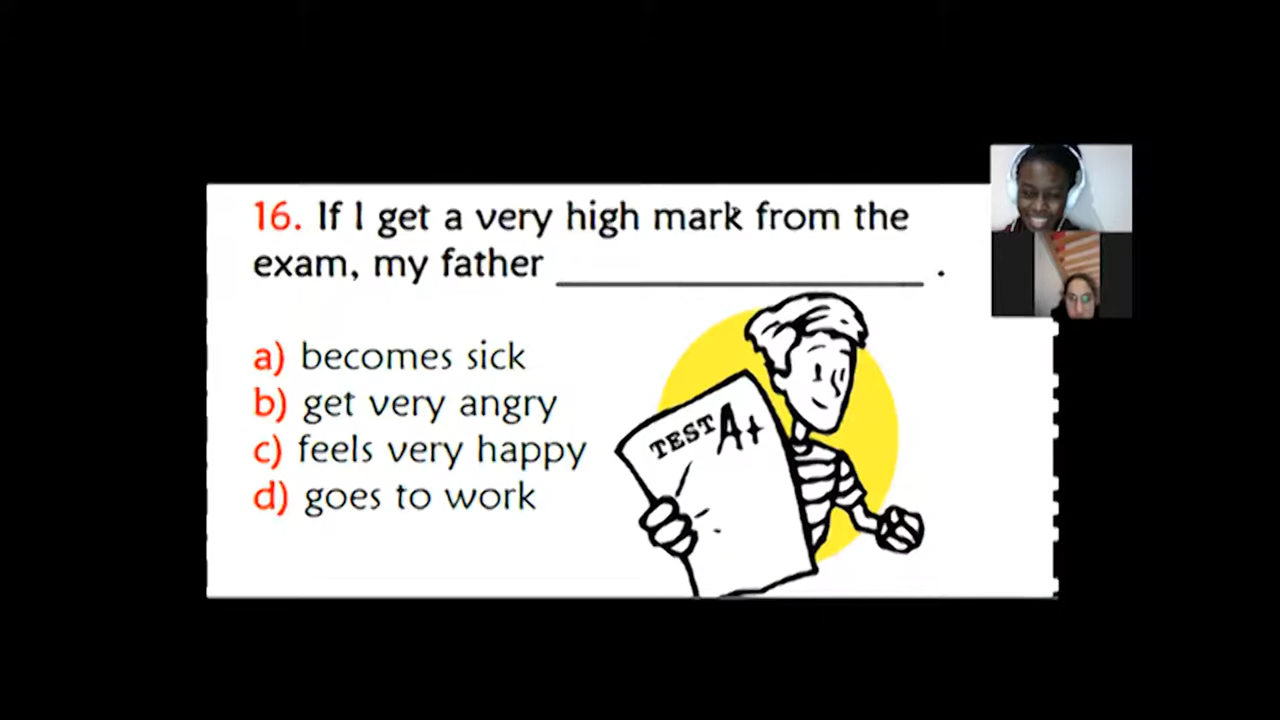 16. If I get a very high mark from the
exam, my father ____________________ .
a) becomes sick
b) get very angry
c) feels very happy
d) goes to work
TEST A+